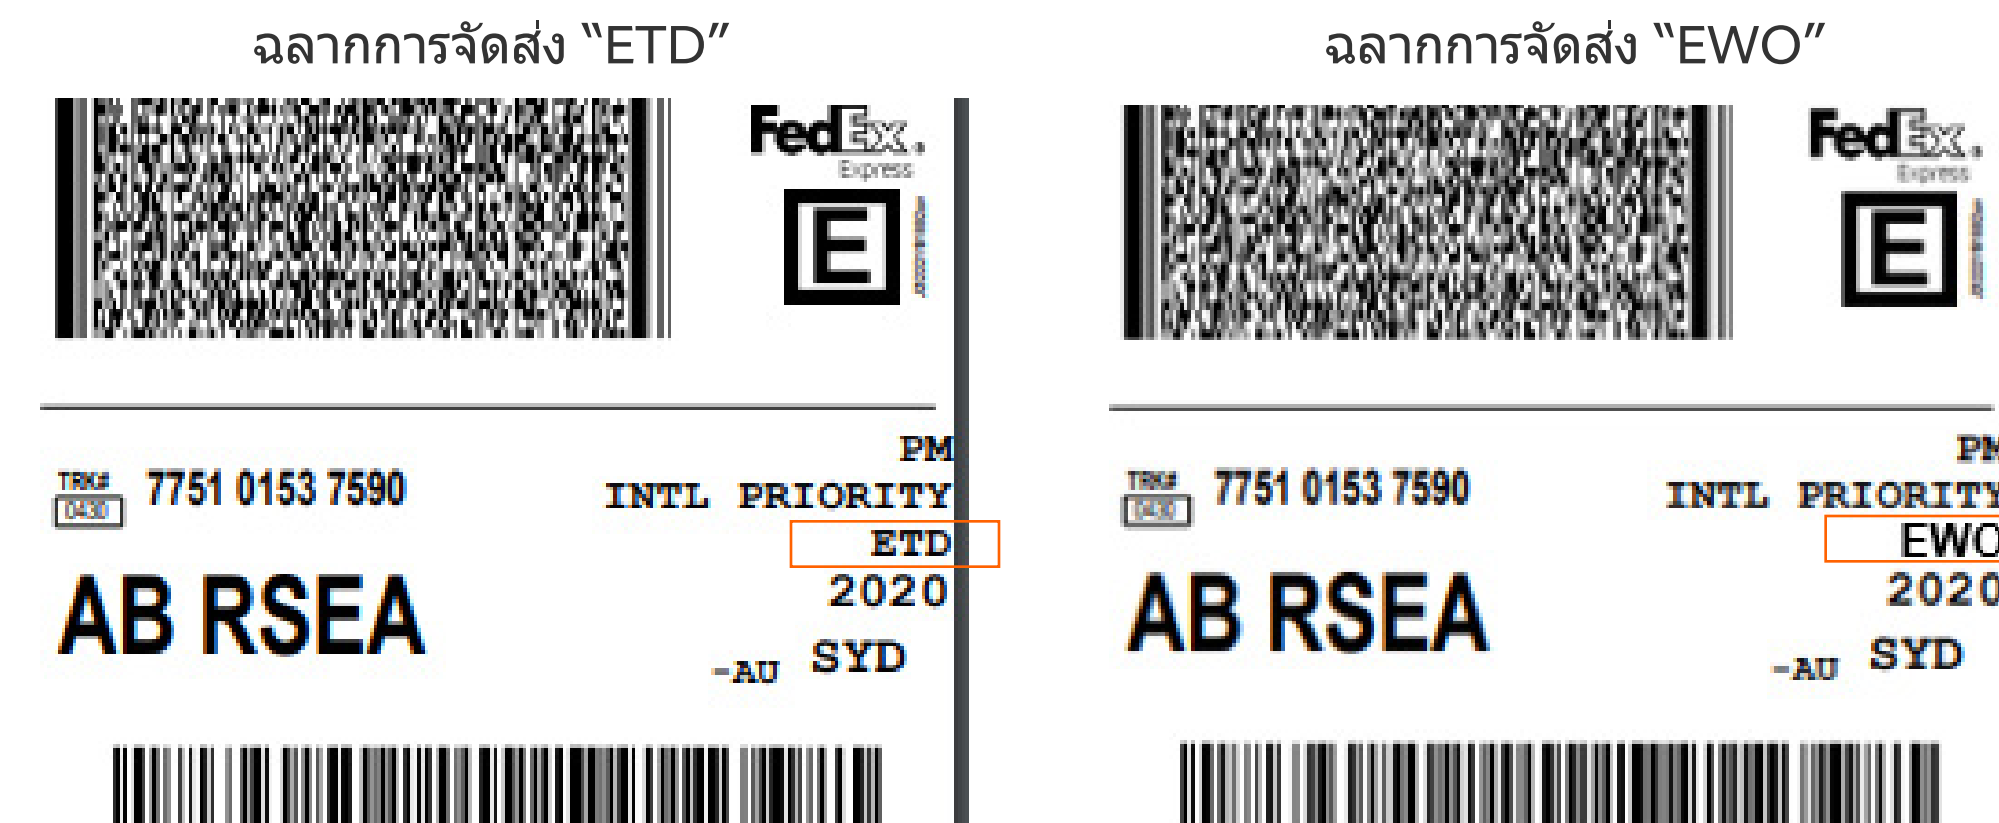 ฉลากการจัดส่ง “ETD”
FedEx.
Express
E
PM
TRK# 7751 0153 7590
0430
INTL PRIORITY
ETD
AB RSEA
2020
-AU SYD
ฉลากการจัดส่ง “EWO”
FedEx.
Express
E
PM
TRK# 7751 0153 7590
0430
INTL PRIORITY
EWO
AB RSEA
2020
-AU SYD